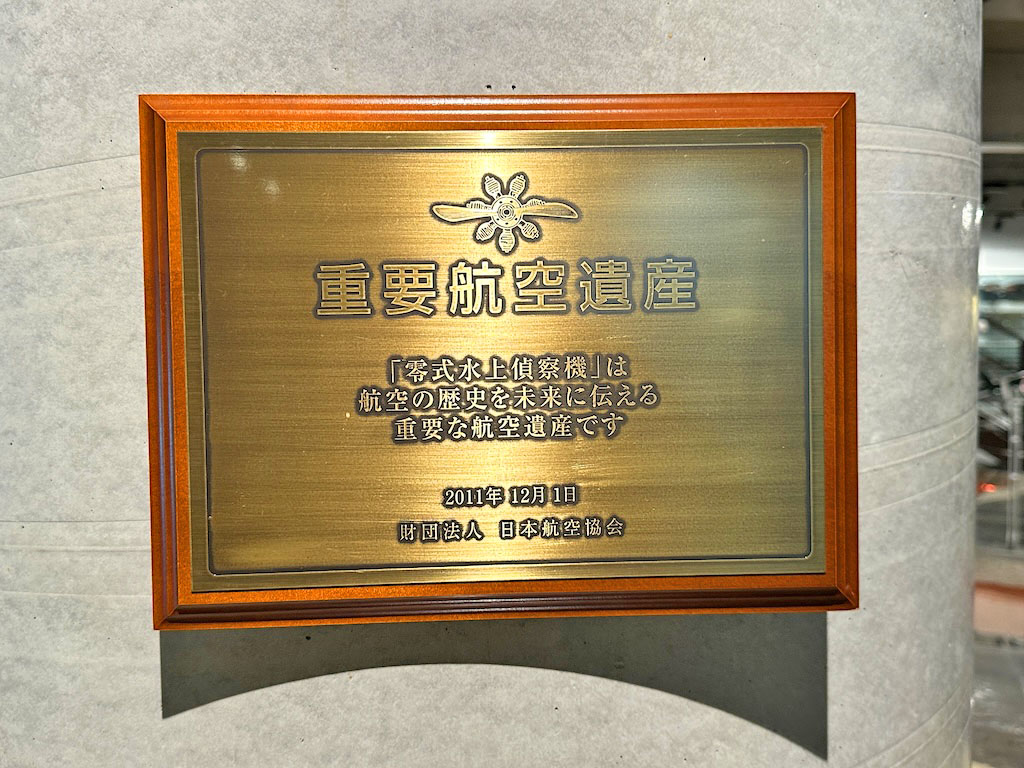 重要航空遺産
「零式水上偵察機」は
航空の歴史を未来に伝える
重要な航空遺産です
2011年 12月 1日
財団法人 日本航空協会